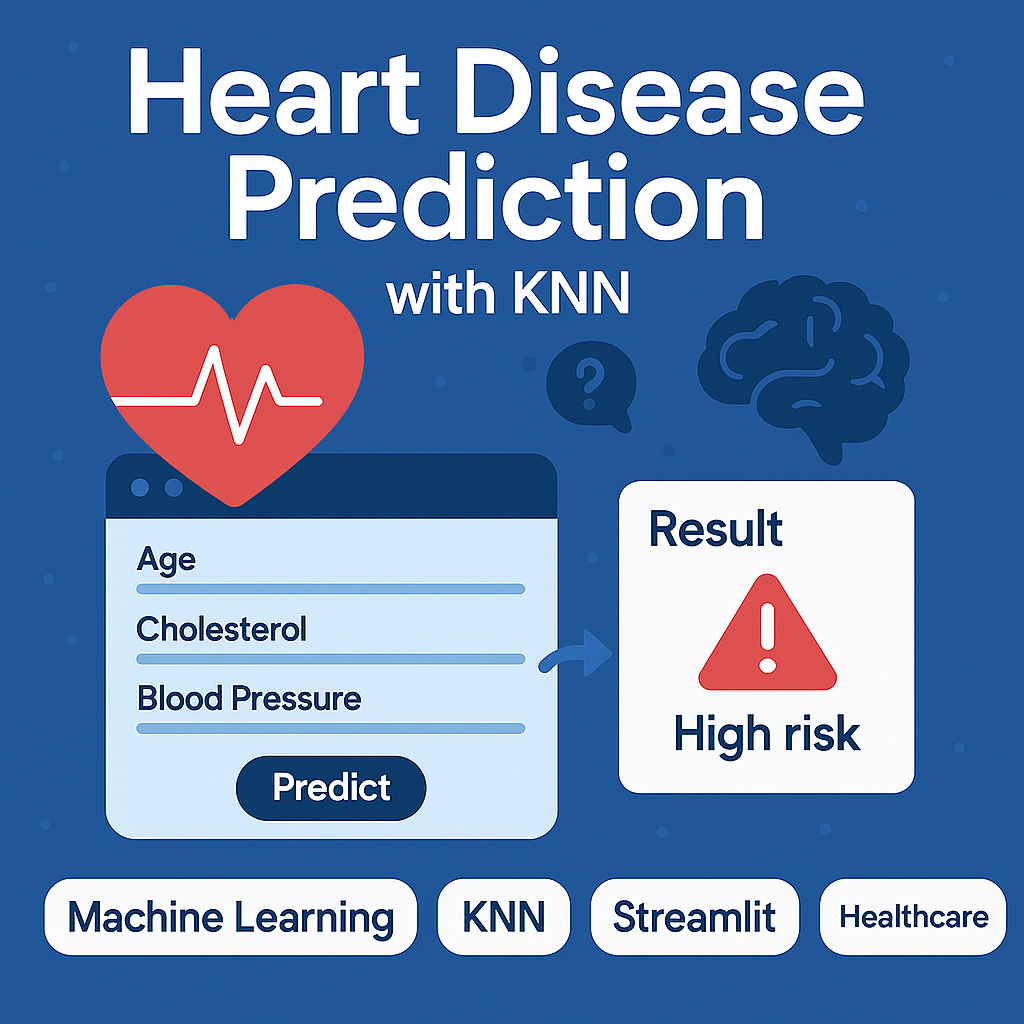 Heart Disease
Prediction
with KNN
?
Age
Cholesterol
Blood Pressure
Predict
Result
!
High risk
Machine Learning
KNN
Streamlit
Healthcare